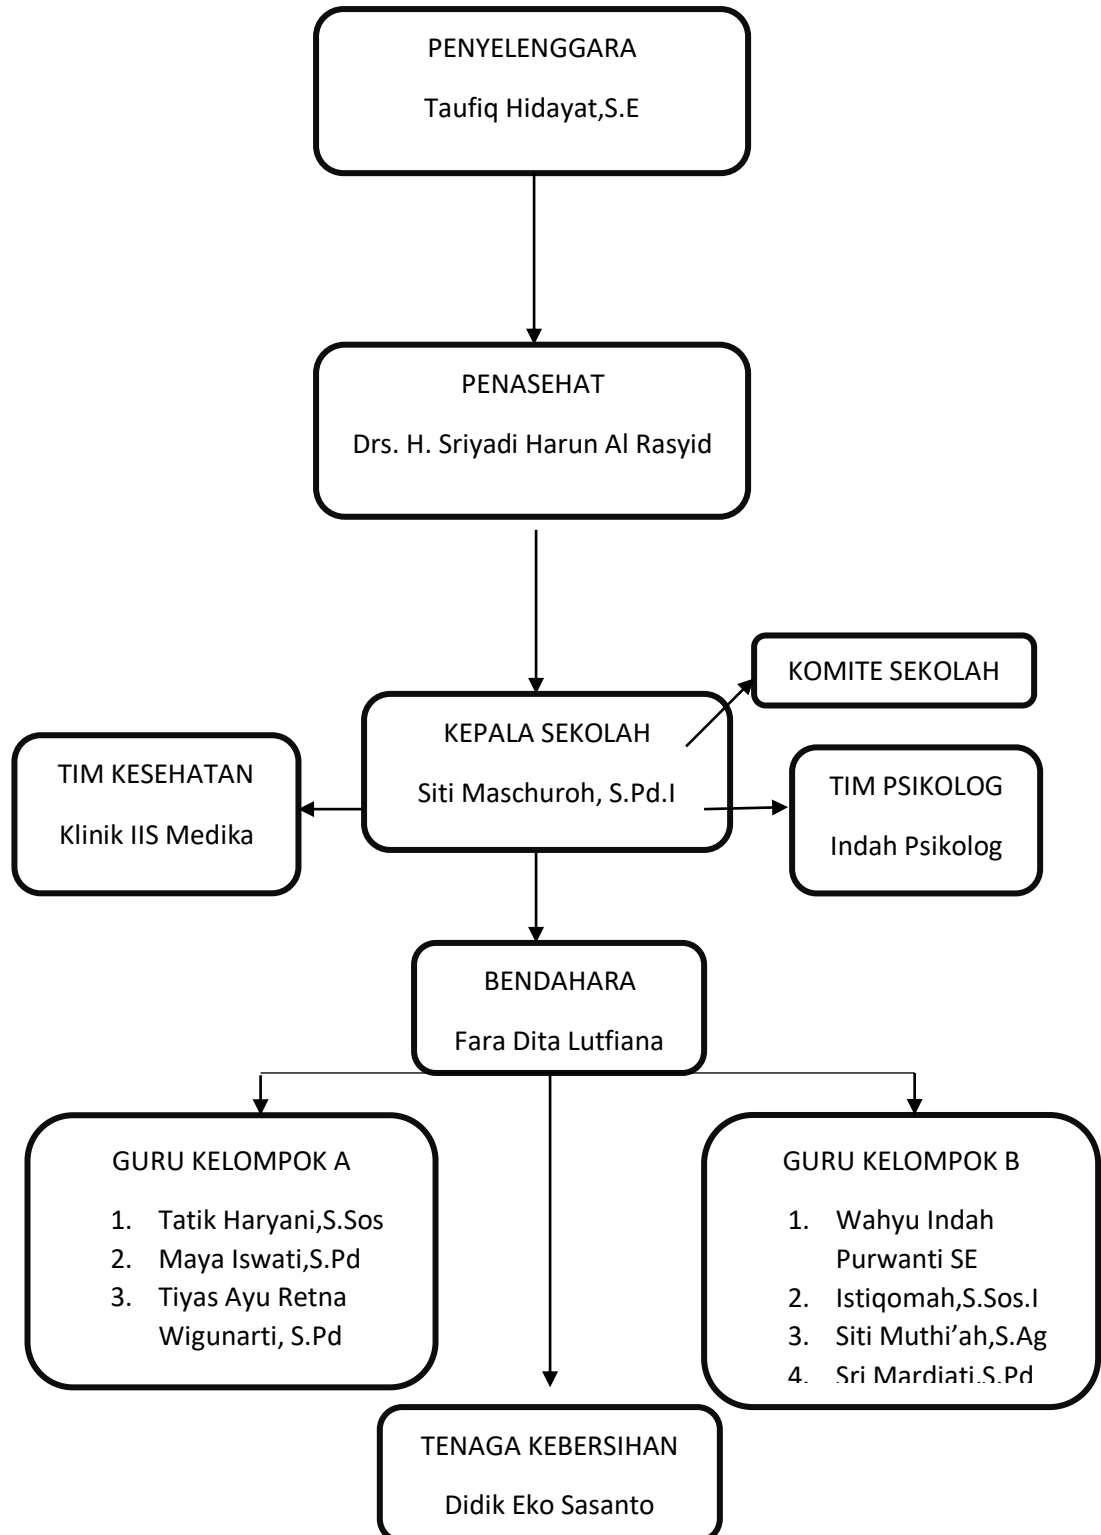 PENYELENGGARA
Taufiq Hidayat,S.E
PENASEHAT
Drs. H. Sriyadi Harun Al Rasyid
KOMITE SEKOLAH
KEPALA SEKOLAH
Siti Maschuroh, S.Pd.I
TIM KESEHATAN
Klinik IIS Medika
TIM PSIKOLOG
Indah Psikolog
BENDAHARA
Fara Dita Lutfiana
GURU KELOMPOK A
1. Tatik Haryani,S.Sos
2. Maya Iswati,S.Pd
3. Tiyas Ayu Retna
Wigunarti, S.Pd
GURU KELOMPOK B
1. Wahyu Indah
Purwanti SE
2. Istiqomah,S.Sos.I
3. Siti Muthi’ah,S.Ag
4. Sri Mardiati,S.Pd
TENAGA KEBERSIHAN
Didik Eko Sasanto